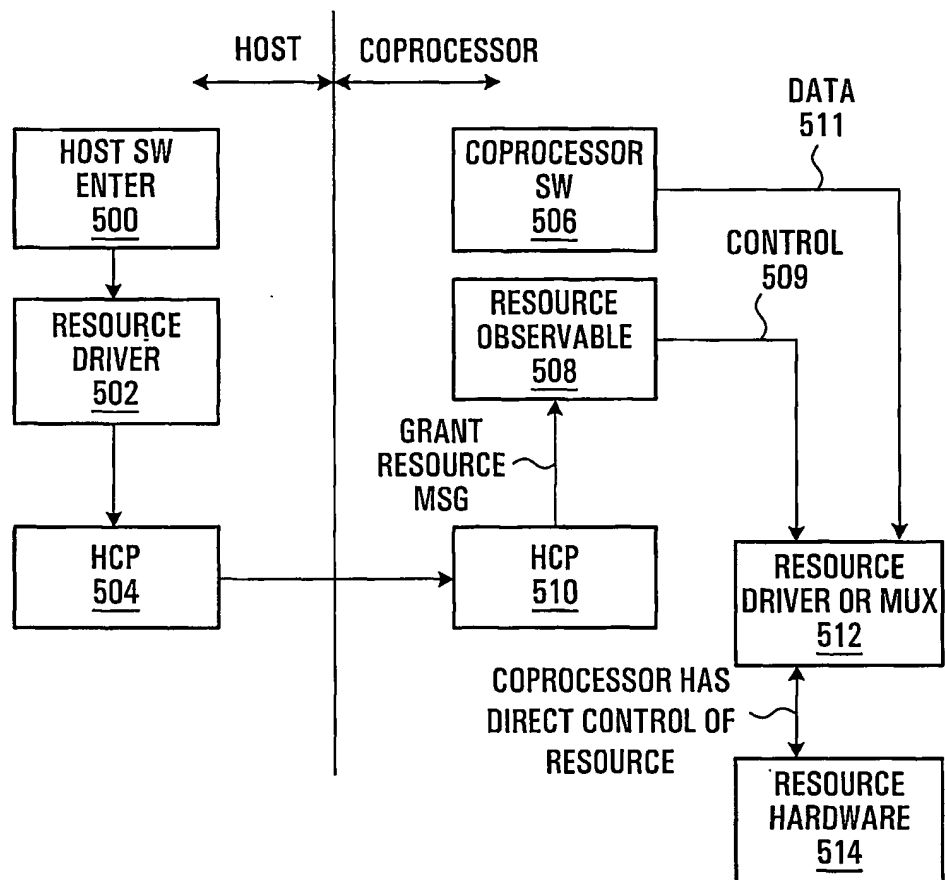 HOST
COPROCESSOR
DATA
511
HOST SW
ENTER
500
COPROCESSOR
SW
506
CONTROL
509
RESOURCE
DRIVER
502
RESOURCE
OBSERVABLE
508
GRANT
RESOURCE
MSG
HCP
504
HCP
510
RESOURCE
DRIVER OR MUX
512
COPROCESSOR HAS
DIRECT CONTROL OF
RESOURCE
RESOURCE
HARDWARE
514